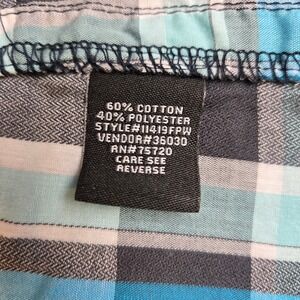 60% COTTON
40% POLYESTER
STYLE#11419FPW
VENDOR#36030
RN#75720
CARE SEE
REVERSE